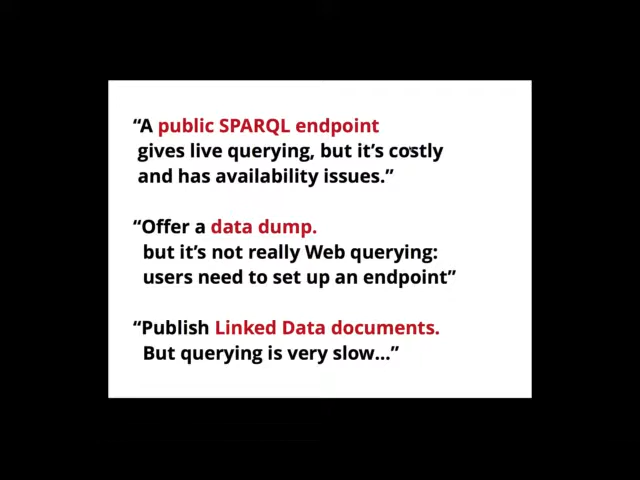 “A public SPARQL endpoint
gives live querying, but it’s costly
and has availability issues.”
“Offer a data dump.
but it’s not really Web querying:
users need to set up an endpoint”
“Publish Linked Data documents.
But querying is very slow…”